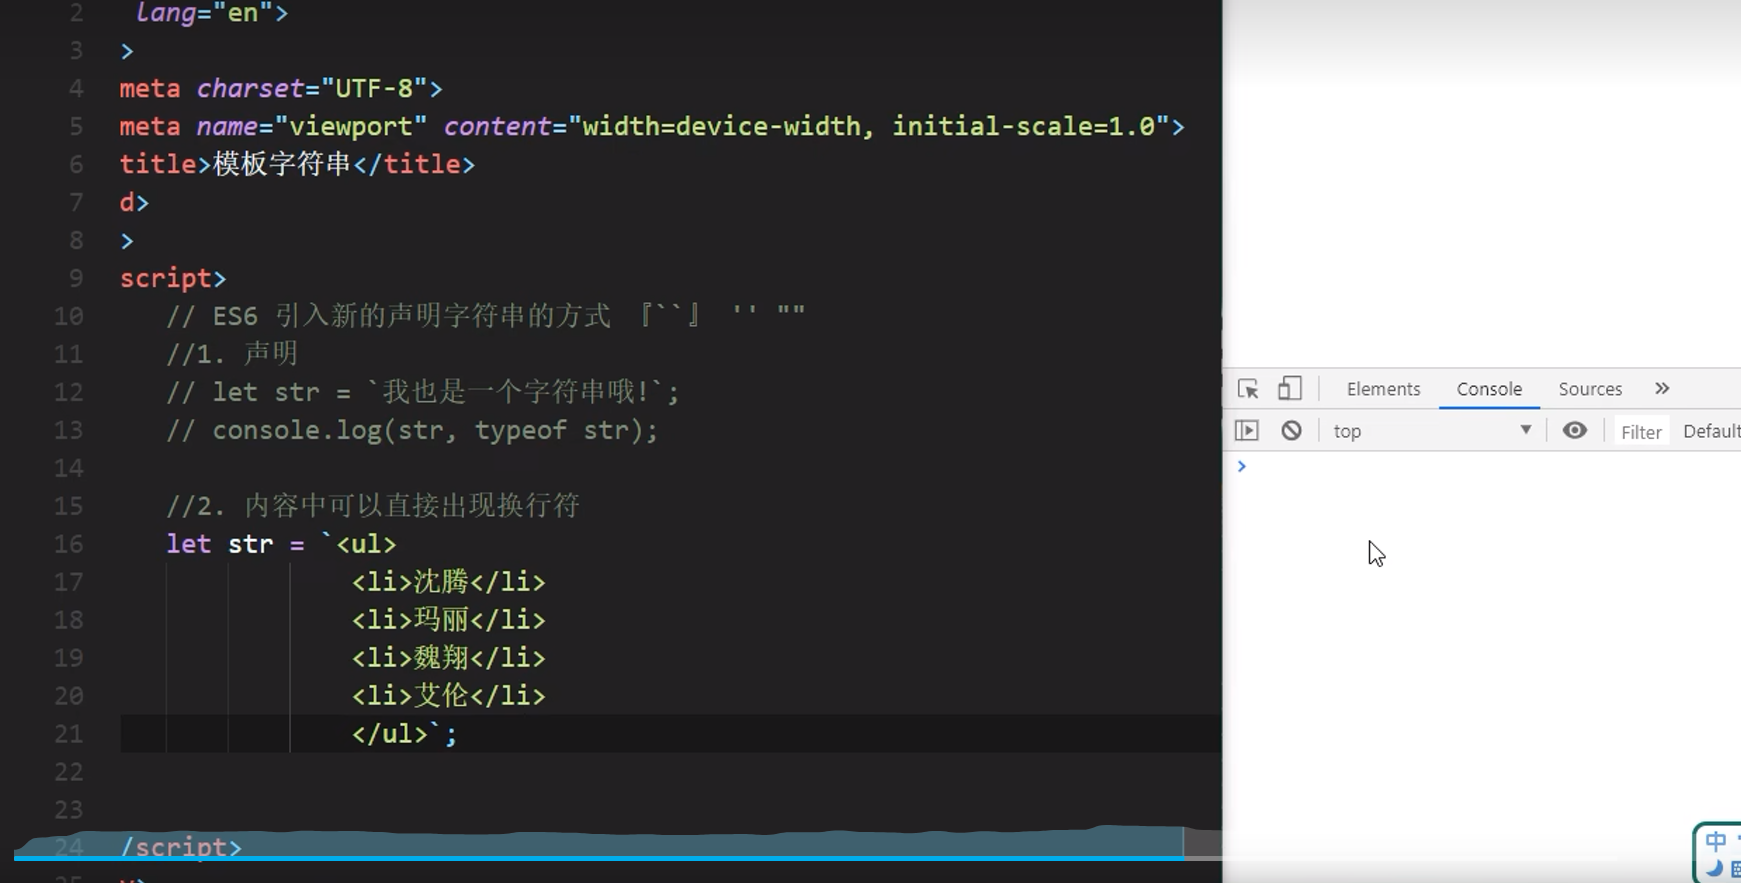 2 lang="en">
3 >
4 meta charset="UTF-8">
5 meta name="viewport" content="width=device-width, initial-scale=1.0">
6 title>模板字符串</title>
7 d>
8 >
9 script>
10 // ES6 引入新的声明字符串的方式 『``』 '' ""
11 //1. 声明
12 // let str = `我也是一个字符串哦!`;
13 // console.log(str, typeof str);
14
15 //2. 内容中可以直接出现换行符
16 let str = `<ul>
17 <li>沈腾</li>
18 <li>玛丽</li>
19 <li>魏翔</li>
20 <li>艾伦</li>
21 </ul>`;
22
23
24 /script>
Elements Console Sources »
top ▼ Filter Default
>
中